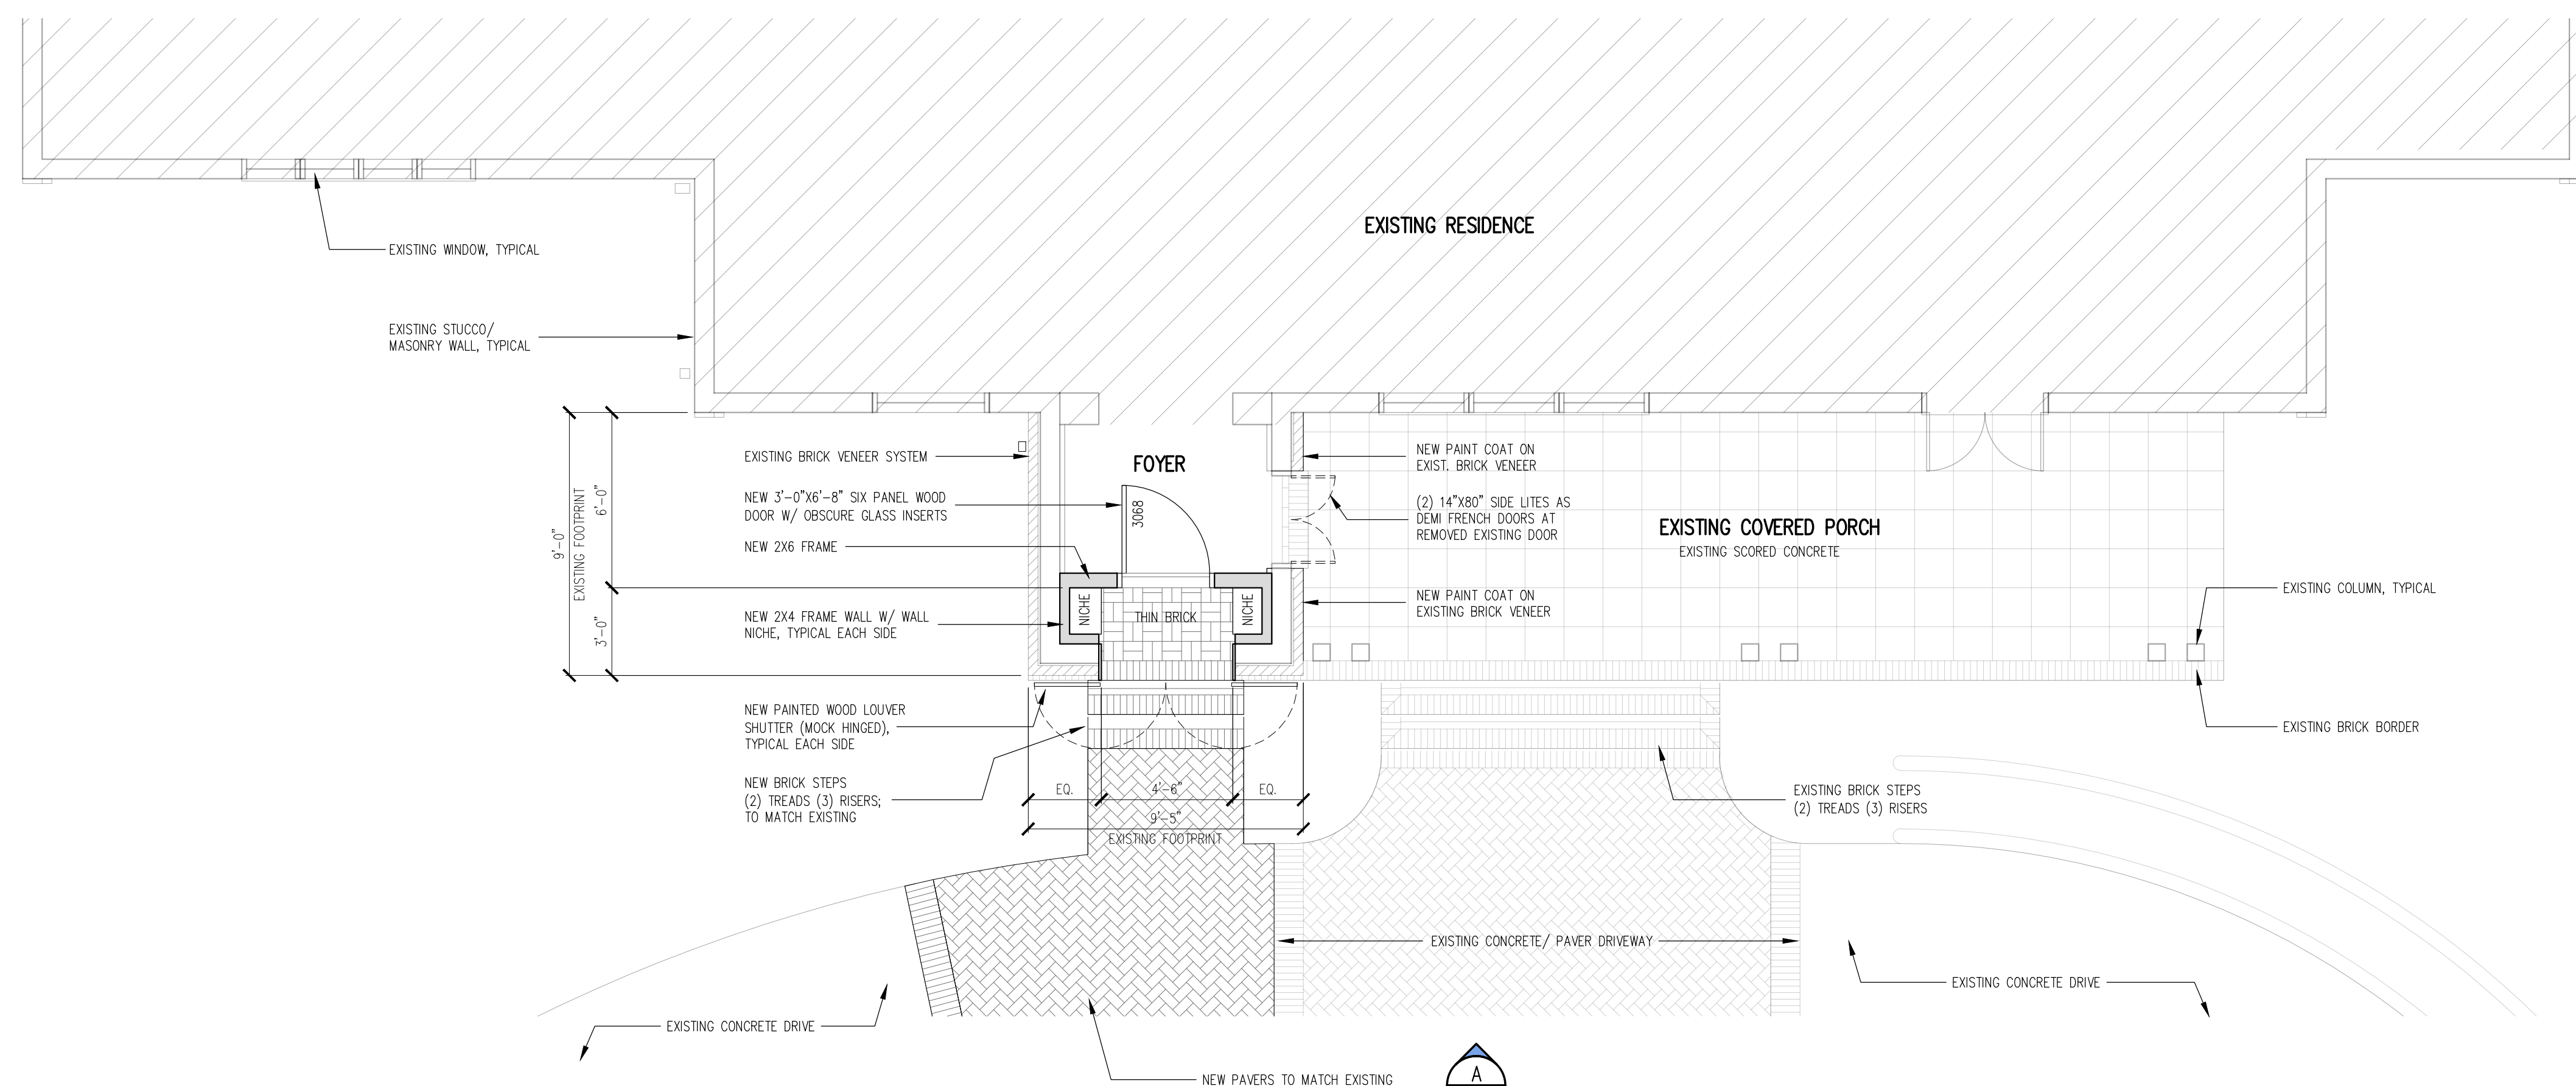 EXISTING RESIDENCE
EXISTING WINDOW, TYPICAL
EXISTING STUCCO/
MASONRY WALL, TYPICAL
9'-0"
EXISTING FOOTPRINT
6'-0"
3'-0"
EXISTING BRICK VENEER SYSTEM
NEW 3'-0"X6'-8" SIX PANEL WOOD
DOOR W/ OBSCURE GLASS INSERTS
NEW 2X6 FRAME
NEW 2X4 FRAME WALL W/ WALL
NICHE, TYPICAL EACH SIDE
NEW PAINTED WOOD LOUVER
SHUTTER (MOCK HINGED),
TYPICAL EACH SIDE
NEW BRICK STEPS
(2) TREADS (3) RISERS;
TO MATCH EXISTING
FOYER
3068
NICHE
THIN BRICK
NICHE
EQ.
4'-6"
EQ.
9'-5"
EXISTING FOOTPRINT
NEW PAINT COAT ON
EXIST. BRICK VENEER
(2) 14"X80" SIDE LITES AS
DEMI FRENCH DOORS AT
REMOVED EXISTING DOOR
NEW PAINT COAT ON
EXISTING BRICK VENEER
EXISTING COVERED PORCH
EXISTING SCORED CONCRETE
EXISTING COLUMN, TYPICAL
EXISTING BRICK BORDER
EXISTING BRICK STEPS
(2) TREADS (3) RISERS
EXISTING CONCRETE/ PAVER DRIVEWAY
EXISTING CONCRETE DRIVE
EXISTING CONCRETE DRIVE
NEW PAVERS TO MATCH EXISTING
A